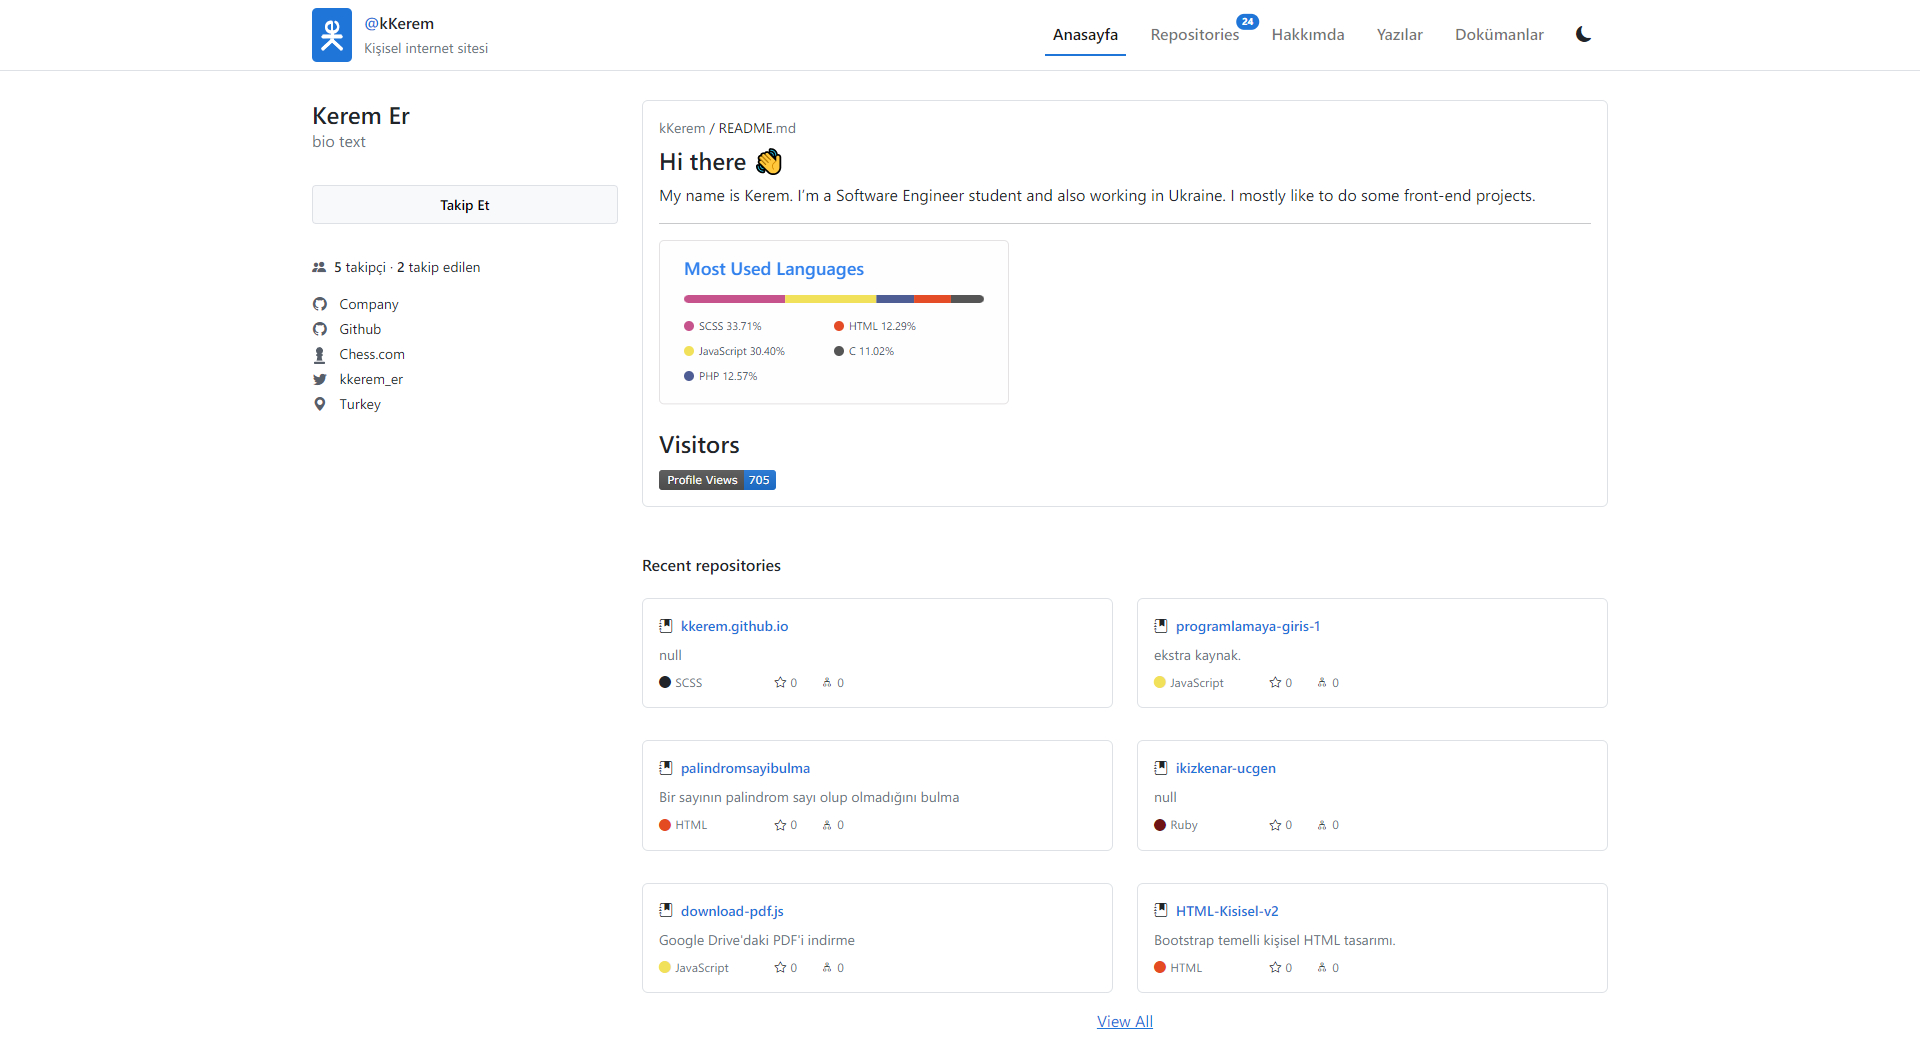 @kKerem
Kişisel internet sitesi
Anasayfa
Repositories 24
Hakkımda
Yazılar
Dokümanlar
Kerem Er
bio text
Takip Et
5 takipçi · 2 takip edilen
Company
Github
Chess.com
kkerem_er
Turkey
kKerem / README.md
Hi there 👋
My name is Kerem. I'm a Software Engineer student and also working in Ukraine. I mostly like to do some front-end projects.
Most Used Languages
SCSS 33.71%
HTML 12.29%
JavaScript 30.40%
C 11.02%
PHP 12.57%
Visitors
Profile Views 705
Recent repositories
kkerem.github.io
null
SCSS 0 0
programlamaya-giris-1
ekstra kaynak.
JavaScript 0 0
palindromsayibulma
Bir sayının palindrom sayı olup olmadığını bulma
HTML 0 0
ikizkenar-ucgen
null
Ruby 0 0
download-pdf.js
Google Drive'daki PDF'i indirme
JavaScript 0 0
HTML-Kisisel-v2
Bootstrap temelli kişisel HTML tasarımı.
HTML 0 0
View All